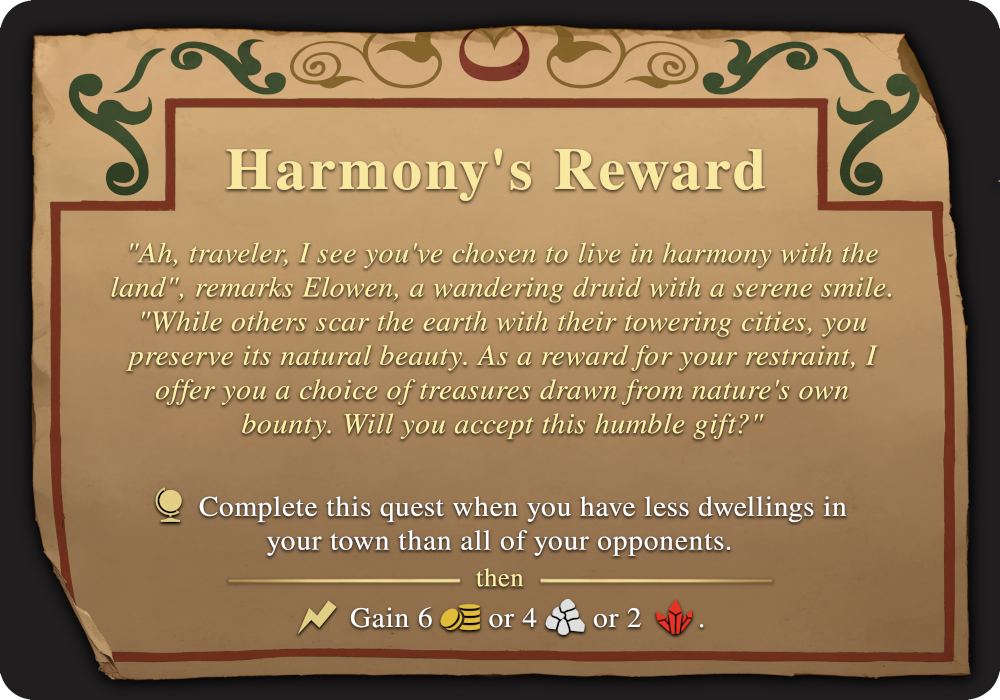 Harmony's Reward
"Ah, traveler, I see you've chosen to live in harmony with the
land", remarks Elowen, a wandering druid with a serene smile.
"While others scar the earth with their towering cities, you
preserve its natural beauty. As a reward for your restraint, I
offer you a choice of treasures drawn from nature's own
bounty. Will you accept this humble gift?"
Complete this quest when you have less dwellings in
your town than all of your opponents.
then
Gain 6 or 4 or 2 .